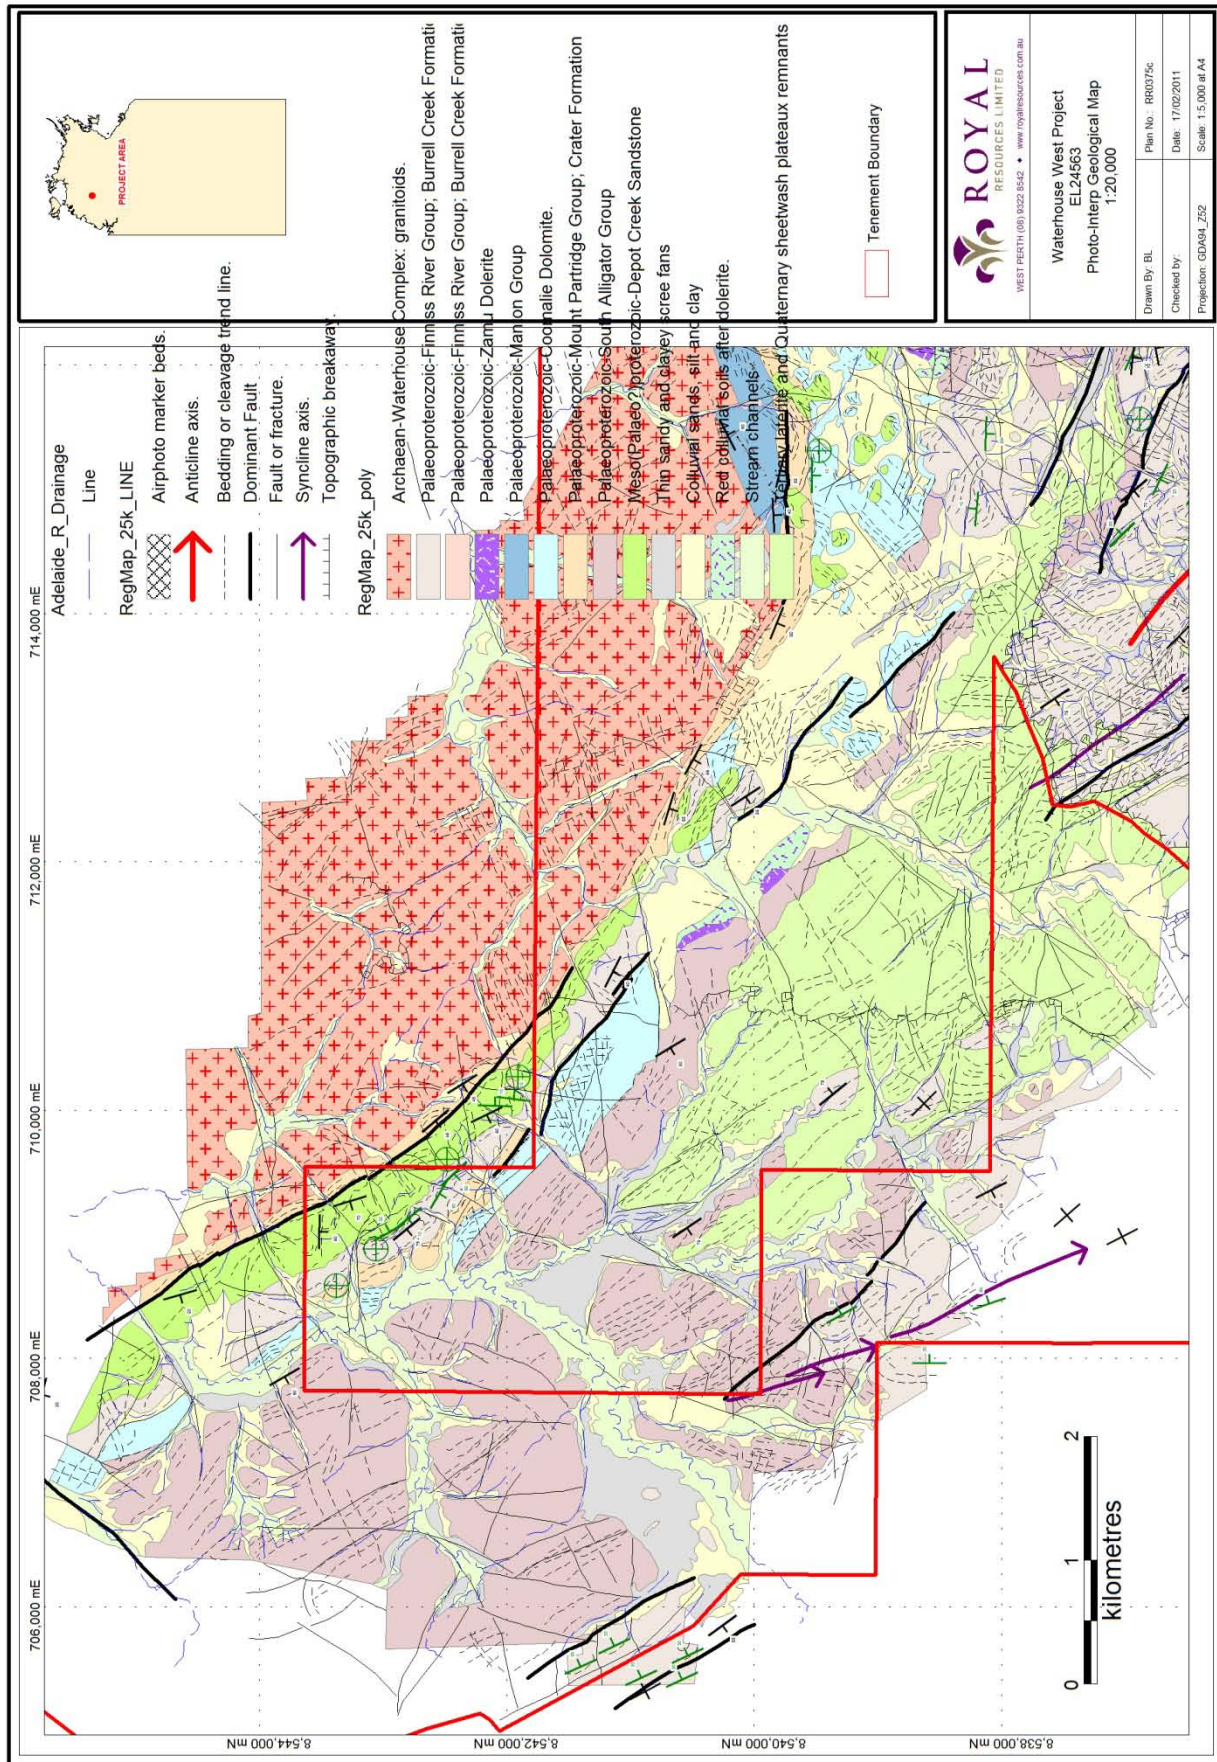 PROJECT AREA
Adelaide_R_Drainage
Line
RegMap_25k_LINE
Airphoto marker beds.
Anticline axis.
Bedding or cleavage trend line.
Dominant Fault
Fault or fracture.
Syncline axis.
Topographic breakaway.
RegMap_25k_poly
Archaean-Waterhouse Complex: granitoids.
Palaeoproterozoic-Finniss River Group; Burrell Creek Formatio
Palaeoproterozoic-Finniss River Group; Burrell Creek Formatio
Palaeoproterozoic-Zamu Dolerite
Palaeoproterozoic-Manton Group
Palaeoproterozoic-Coomalie Dolomite.
Palaeoproterozoic-Mount Partridge Group; Crater Formation
Palaeoproterozoic-South Alligator Group
Meso(Palaeo?)proterozoic-Depot Creek Sandstone
Thin sandy and clayey scree fans
Colluvial sands, silt and clay
Red colluvial soils after dolerite.
Stream channels
Tertiary laterite and Quaternary sheetwash plateaux remnants
Tenement Boundary
ROYAL
RESOURCES LIMITED
WEST PERTH (08) 9322 8542 ♦ www.royalresources.com.au
Waterhouse West Project
EL24563
Photo-Interp Geological Map
1:20,000
Drawn By: BL
Plan No.: RR0375c
Checked by:
Date: 17/02/2011
Projection: GDA94_Z52
Scale: 1:5,000 at A4
706,000 mE
708,000 mE
710,000 mE
712,000 mE
714,000 mE
8,544,000 mN
8,542,000 mN
8,540,000 mN
8,538,000 mN
0
1
2
kilometres